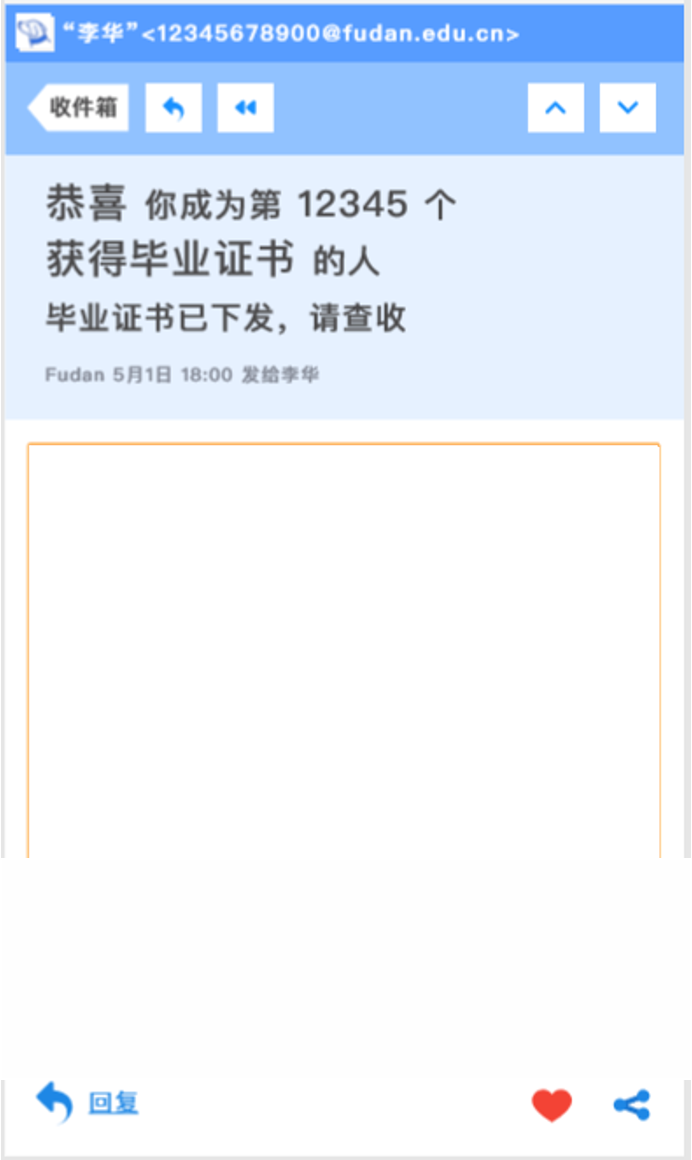 “李华”<12345678900@fudan.edu.cn>
收件箱
恭喜 你成为第 12345 个
获得毕业证书 的人
毕业证书已下发，请查收
Fudan 5月1日 18:00 发给李华
回复